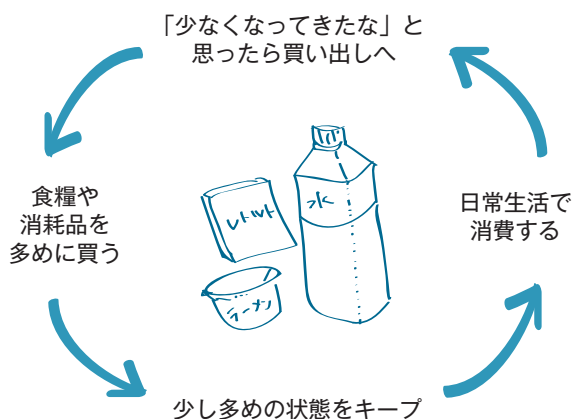 「少なくなってきたな」と
思ったら買い出しへ
食糧や
消耗品を
多めに買う
レトルト
水
ラーメン
日常生活で
消費する
少し多めの状態をキープ